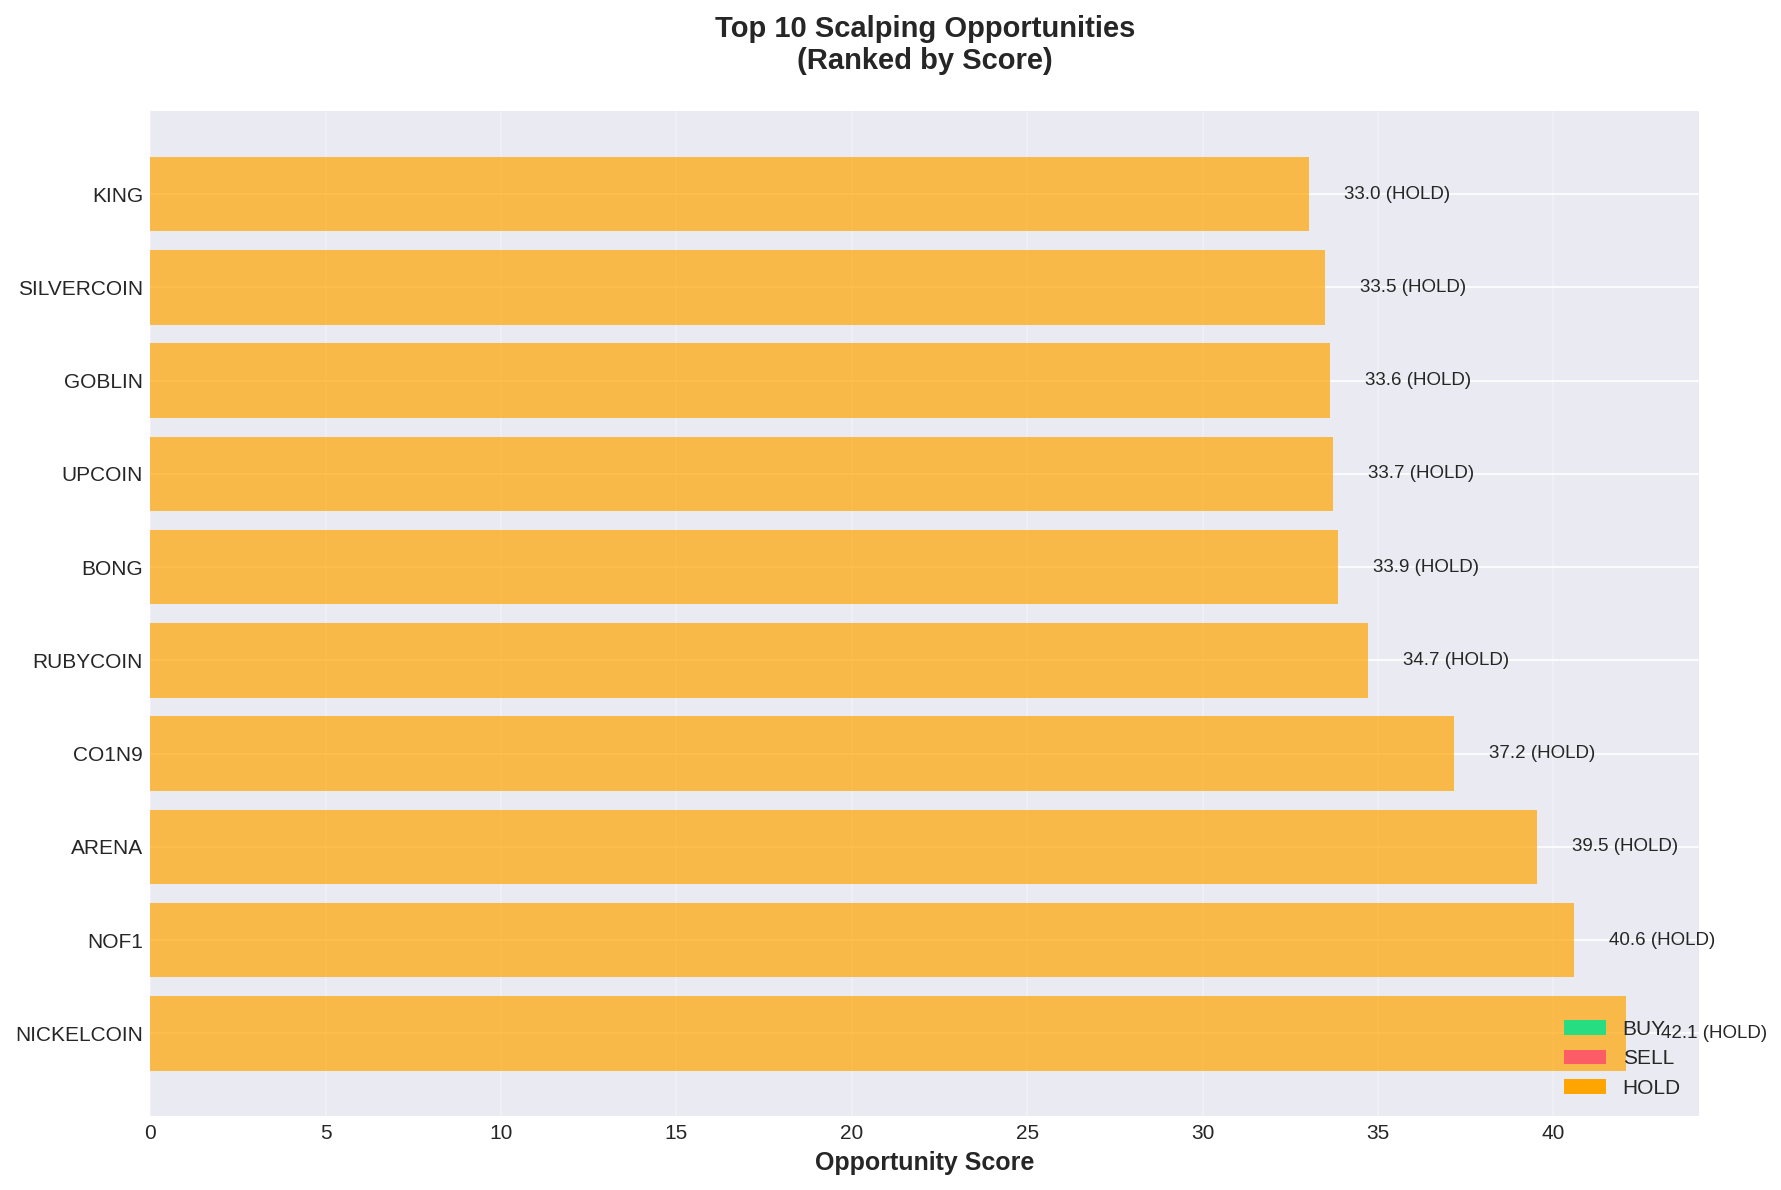 Top 10 Scalping Opportunities
(Ranked by Score)
KING
33.0 (HOLD)
SILVERCOIN
33.5 (HOLD)
GOBLIN
33.6 (HOLD)
UPCOIN
33.7 (HOLD)
BONG
33.9 (HOLD)
RUBYCOIN
34.7 (HOLD)
CO1N9
37.2 (HOLD)
ARENA
39.5 (HOLD)
NOF1
40.6 (HOLD)
NICKELCOIN
42.1 (HOLD)
BUY
SELL
HOLD
0 5 10 15 20 25 30 35 40
Opportunity Score